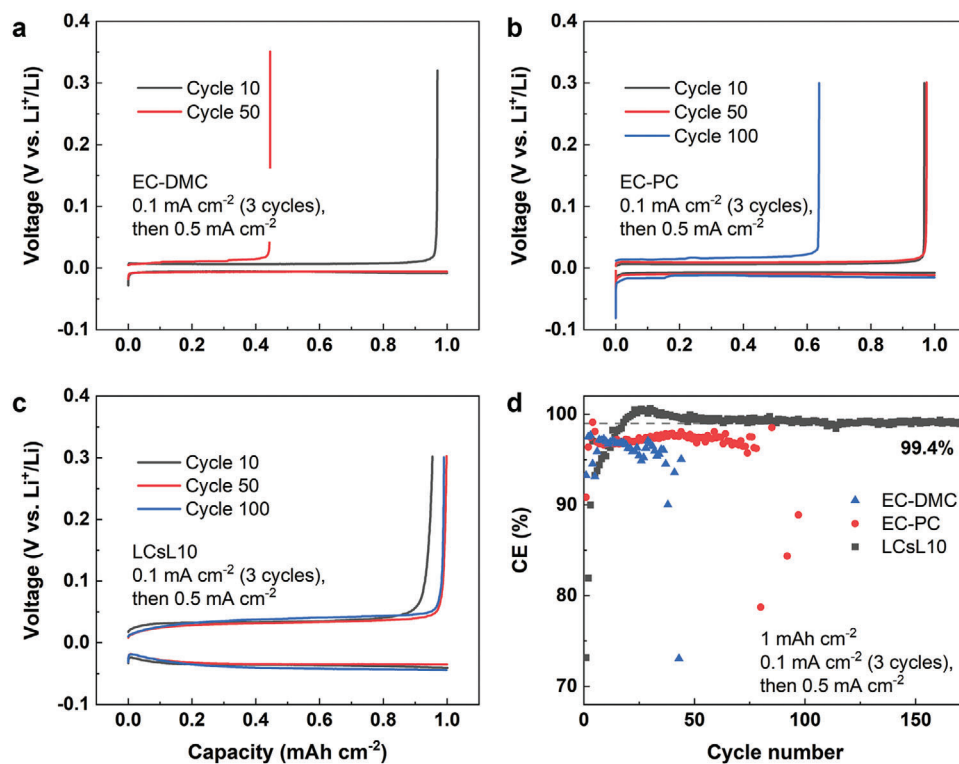 a
0.4
0.3
0.2
0.1
0.0
-0.1
Voltage (V vs. Li⁺/Li)
Cycle 10
Cycle 50
EC-DMC
0.1 mA cm⁻² (3 cycles),
then 0.5 mA cm⁻²
0.0 0.2 0.4 0.6 0.8 1.0
b
0.4
0.3
0.2
0.1
0.0
-0.1
Voltage (V vs. Li⁺/Li)
Cycle 10
Cycle 50
Cycle 100
EC-PC
0.1 mA cm⁻² (3 cycles),
then 0.5 mA cm⁻²
0.0 0.2 0.4 0.6 0.8 1.0
c
0.4
0.3
0.2
0.1
0.0
-0.1
Voltage (V vs. Li⁺/Li)
Cycle 10
Cycle 50
Cycle 100
LCsL10
0.1 mA cm⁻² (3 cycles),
then 0.5 mA cm⁻²
0.0 0.2 0.4 0.6 0.8 1.0
Capacity (mAh cm⁻²)
d
100
90
80
70
CE (%)
99.4%
EC-DMC
EC-PC
LCsL10
1 mAh cm⁻²
0.1 mA cm⁻² (3 cycles),
then 0.5 mA cm⁻²
0 50 100 150
Cycle number